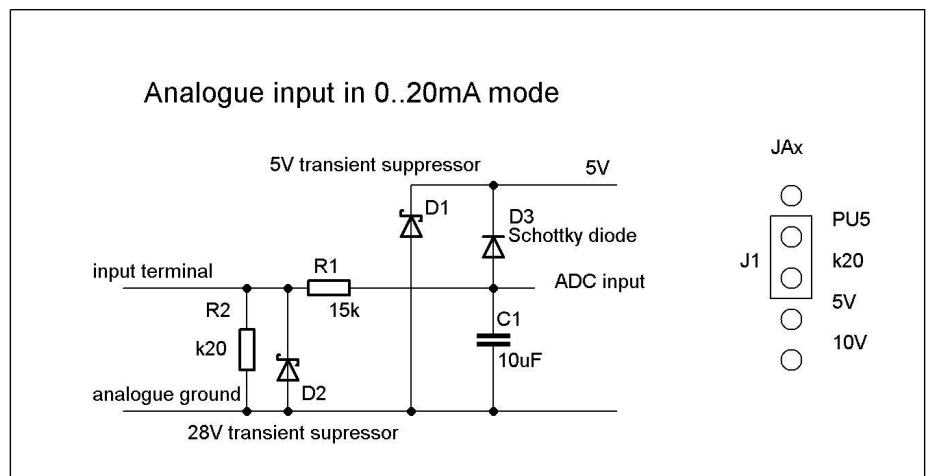 Analogue input in 0..20mA mode
JAx
5V transient suppressor
5V
D1
D3
PU5
Schottky diode
J1
k20
input terminal
R1
ADC input
5V
15k
R2
C1
10V
k20
10uF
analogue ground
D2
28V transient supressor